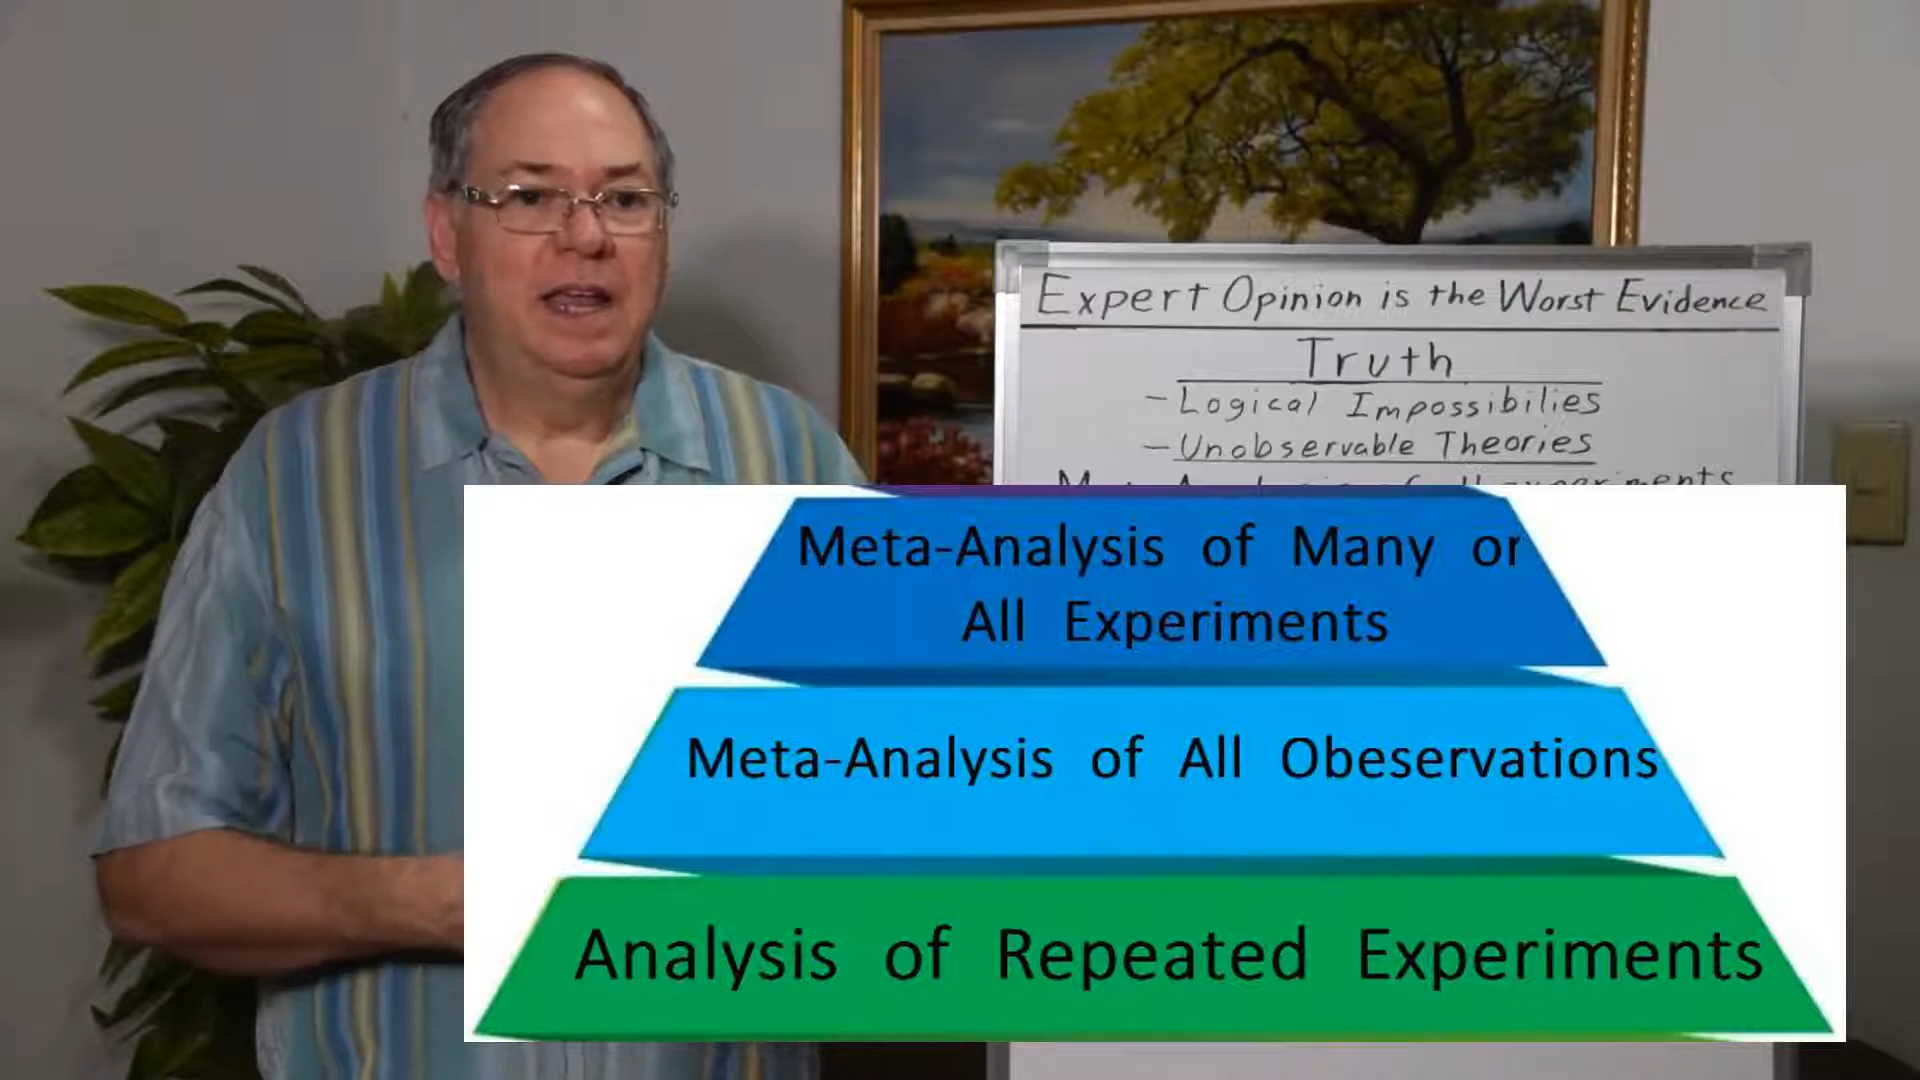 Expert Opinion is the Worst Evidence
Truth
- Logical Impossibilies
- Unobservable Theories
Meta-Analysis of Many or
All Experiments
Meta-Analysis of All Obeservations
Analysis of Repeated Experiments